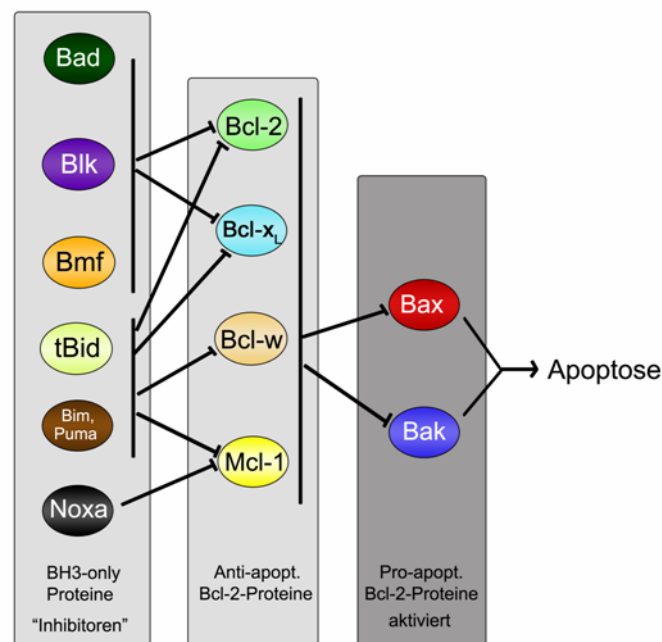 Bad
Blk
Bmf
tBid
Bim,
Puma
Noxa
BH3-only
Proteine
“Inhibitoren”
Bcl-2
Bcl-xL
Bcl-w
Mcl-1
Anti-apopt.
Bcl-2-Proteine
Bax
Bak
Pro-apopt.
Bcl-2-Proteine
aktiviert
Apoptose